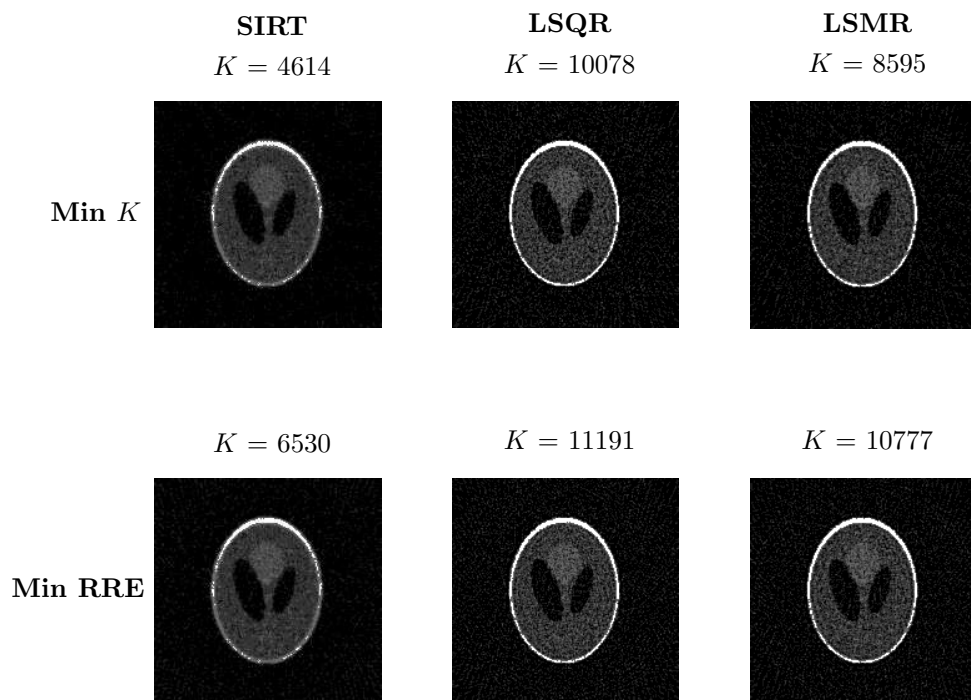 SIRT LSQR LSMR
K = 4614 K = 10078 K = 8595
Min K
K = 6530 K = 11191 K = 10777
Min RRE